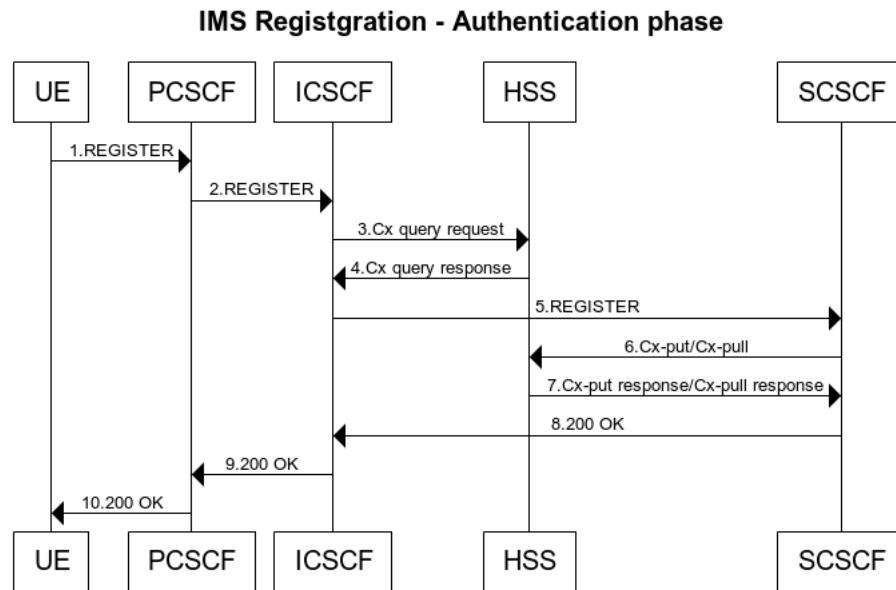 IMS Registgration - Authentication phase
UE PCSCF ICSCF HSS SCSCF
1.REGISTER
2.REGISTER
3.Cx query request
4.Cx query response
5.REGISTER
6.Cx-put/Cx-pull
7.Cx-put response/Cx-pull response
8.200 OK
9.200 OK
10.200 OK
UE PCSCF ICSCF HSS SCSCF